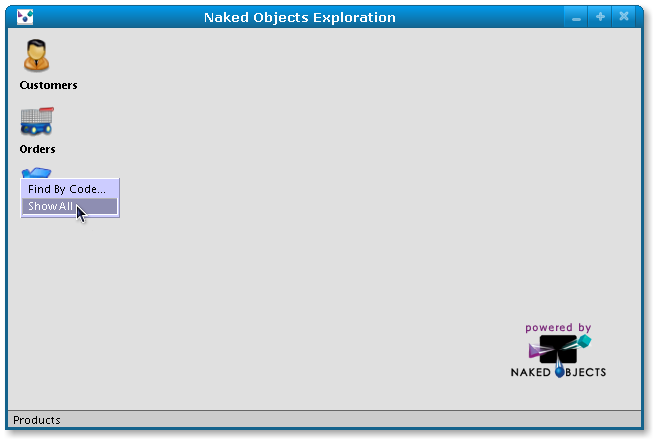 Naked Objects Exploration
Customers
Orders
Find By Code...
Show All
powered by
NAKED OBJECTS
Products